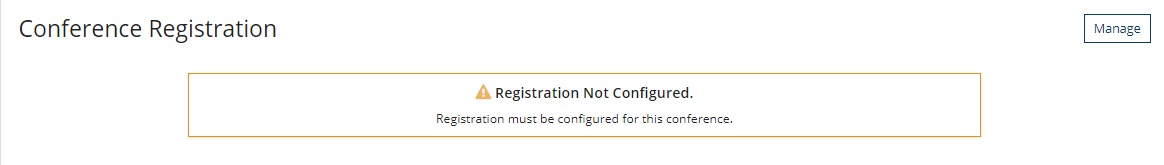 Conference Registration
Manage
Registration Not Configured.
Registration must be configured for this conference.